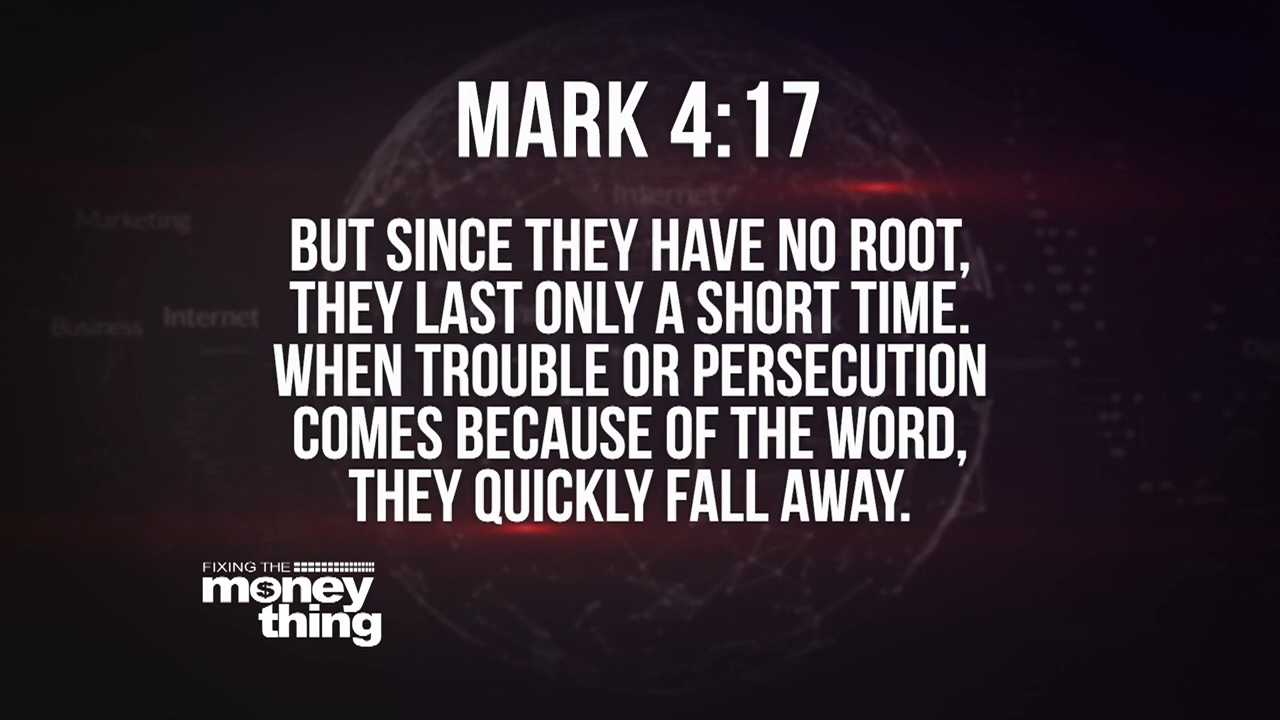 MARK 4:17
Internet
Marketing
BUT SINCE THEY HAVE NO ROOT,
THEY LAST ONLY A SHORT TIME.
Business
Internet
WHEN TROUBLE OR PERSECUTION
COMES BECAUSE OF THE WORD,
THEY QUICKLY FALL AWAY.
FIXING THE
money
thing